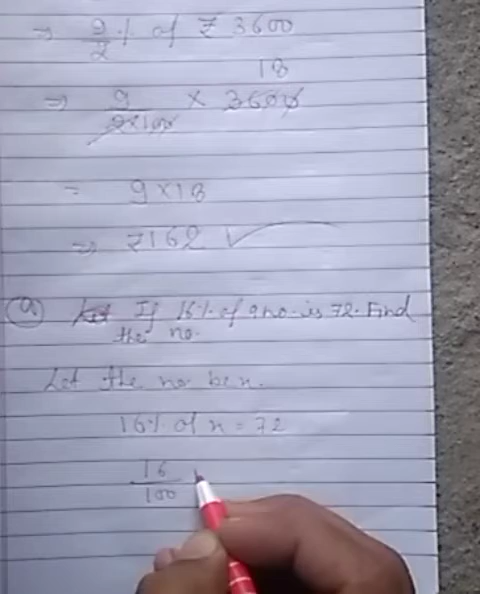 ⇒ 9/2 % of ₹ 3600
18
⇒ 9/2×100 × 3600
= 9×18
⇒ ₹162 ✓
Q) Let If 16% of a no. is 72. Find
the no.
Let the no. be x.
16% of x = 72
16/100